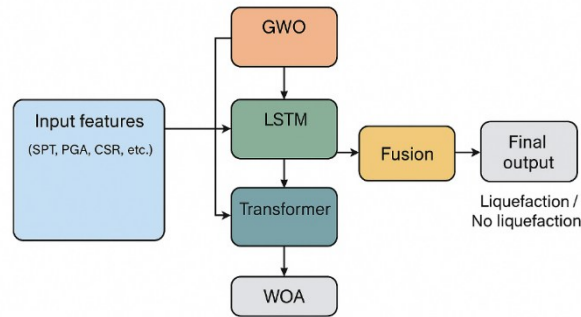 GWO
Input features
(SPT, PGA, CSR, etc.)
LSTM
Fusion
Final
output
Liquefaction /
No liquefaction
Transformer
WOA